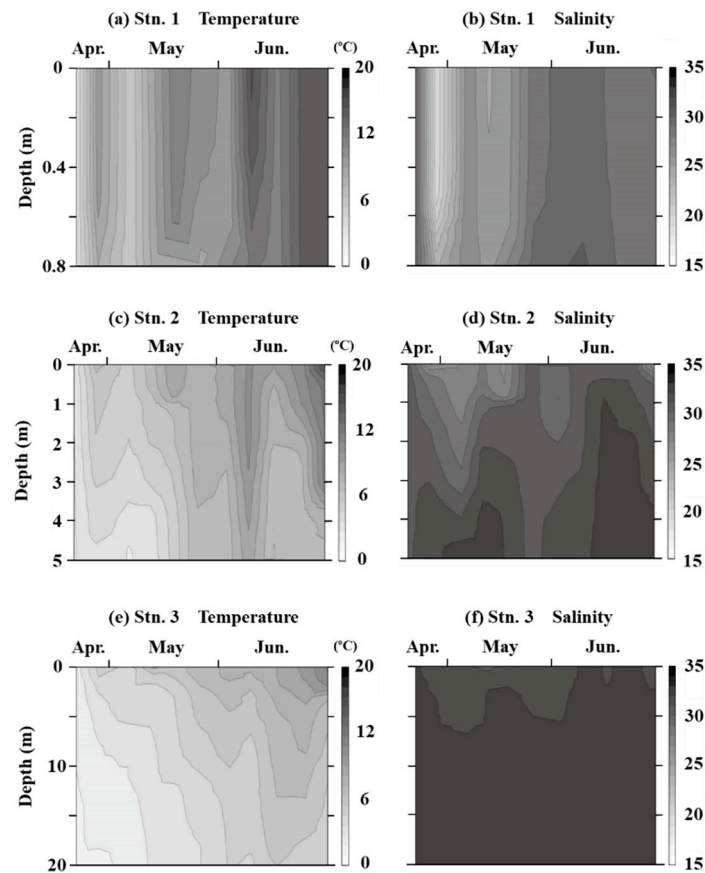 (a) Stn. 1 Temperature
(b) Stn. 1 Salinity
Apr. May Jun. (ºC)
Apr. May Jun.
0 20 35
12 30
0.4 25
6 20
0.8 0 15
Depth (m)
(c) Stn. 2 Temperature
(d) Stn. 2 Salinity
Apr. May Jun. (ºC)
Apr. May Jun.
0 20 35
1
12 30
2
25
3
6
4 20
5 0 15
Depth (m)
(e) Stn. 3 Temperature
(f) Stn. 3 Salinity
Apr. May Jun. (ºC)
Apr. May Jun.
0 20 35
12 30
10 25
6 20
20 0 15
Depth (m)